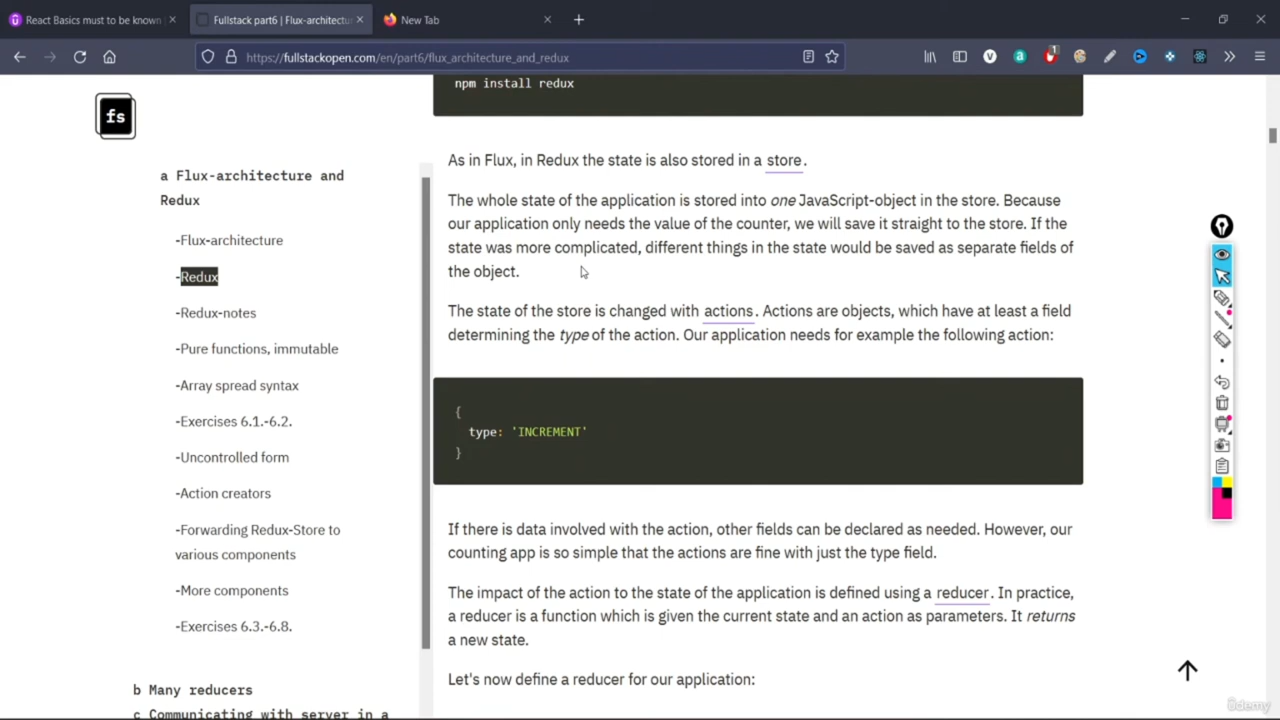 React Basics must to be known
Fullstack part6 | Flux-architectu
New Tab
https://fullstackopen.com/en/part6/flux_architecture_and_redux
fs
a Flux-architecture and
Redux
-Flux-architecture
-Redux
-Redux-notes
-Pure functions, immutable
-Array spread syntax
-Exercises 6.1.-6.2.
-Uncontrolled form
-Action creators
-Forwarding Redux-Store to
various components
-More components
-Exercises 6.3.-6.8.
b Many reducers
c Communicating with server in a
npm install redux
As in Flux, in Redux the state is also stored in a store.
The whole state of the application is stored into one JavaScript-object in the store. Because
our application only needs the value of the counter, we will save it straight to the store. If the
state was more complicated, different things in the state would be saved as separate fields of
the object.
The state of the store is changed with actions. Actions are objects, which have at least a field
determining the type of the action. Our application needs for example the following action:
{
type: 'INCREMENT'
}
If there is data involved with the action, other fields can be declared as needed. However, our
counting app is so simple that the actions are fine with just the type field.
The impact of the action to the state of the application is defined using a reducer. In practice,
a reducer is a function which is given the current state and an action as parameters. It returns
a new state.
Let's now define a reducer for our application:
Udemy